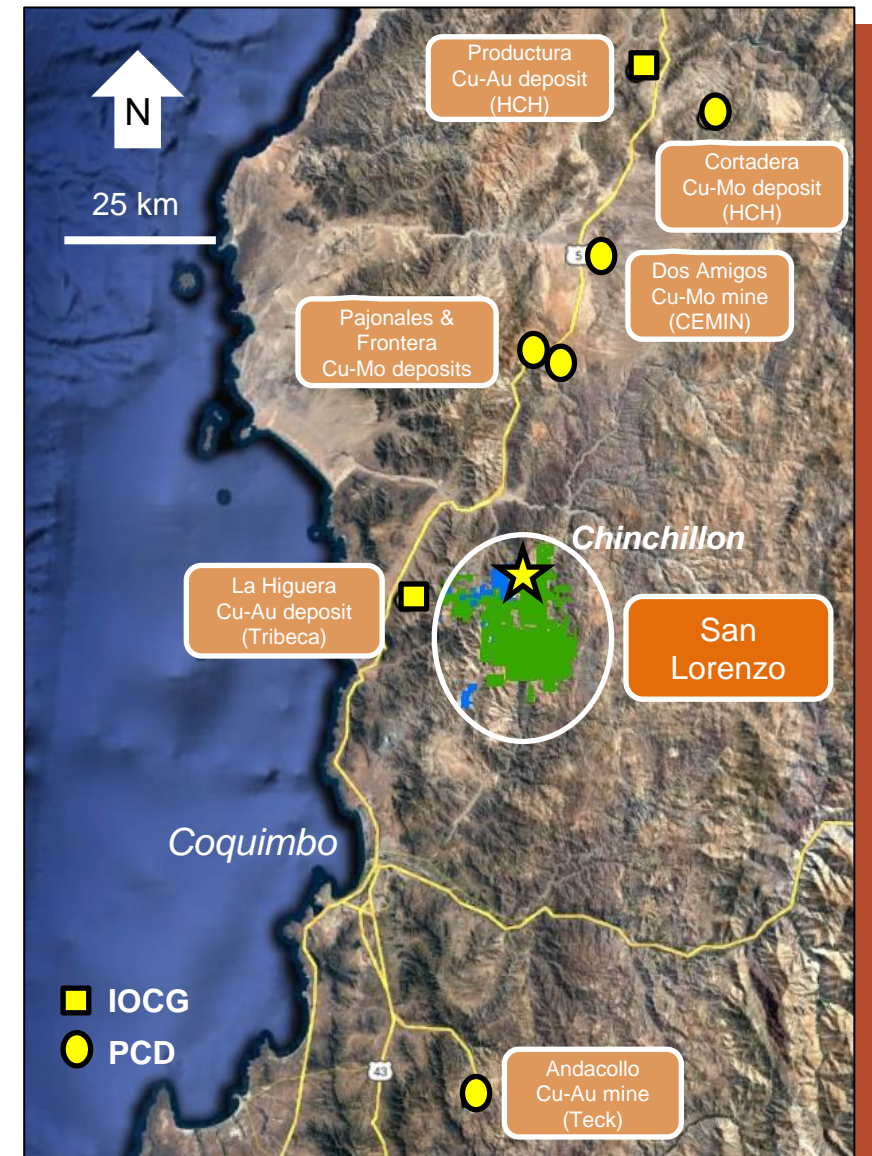 Productura
Cu-Au deposit
(HCH)
N
25 km
Cortadera
Cu-Mo deposit
(HCH)
5
Dos Amigos
Cu-Mo mine
(CEMIN)
Pajonales &
Frontera
Cu-Mo deposits
Chinchillon
La Higuera
Cu-Au deposit
(Tribeca)
San
Lorenzo
Coquimbo
IOCG
PCD
43
Andacollo
Cu-Au mine
(Teck)